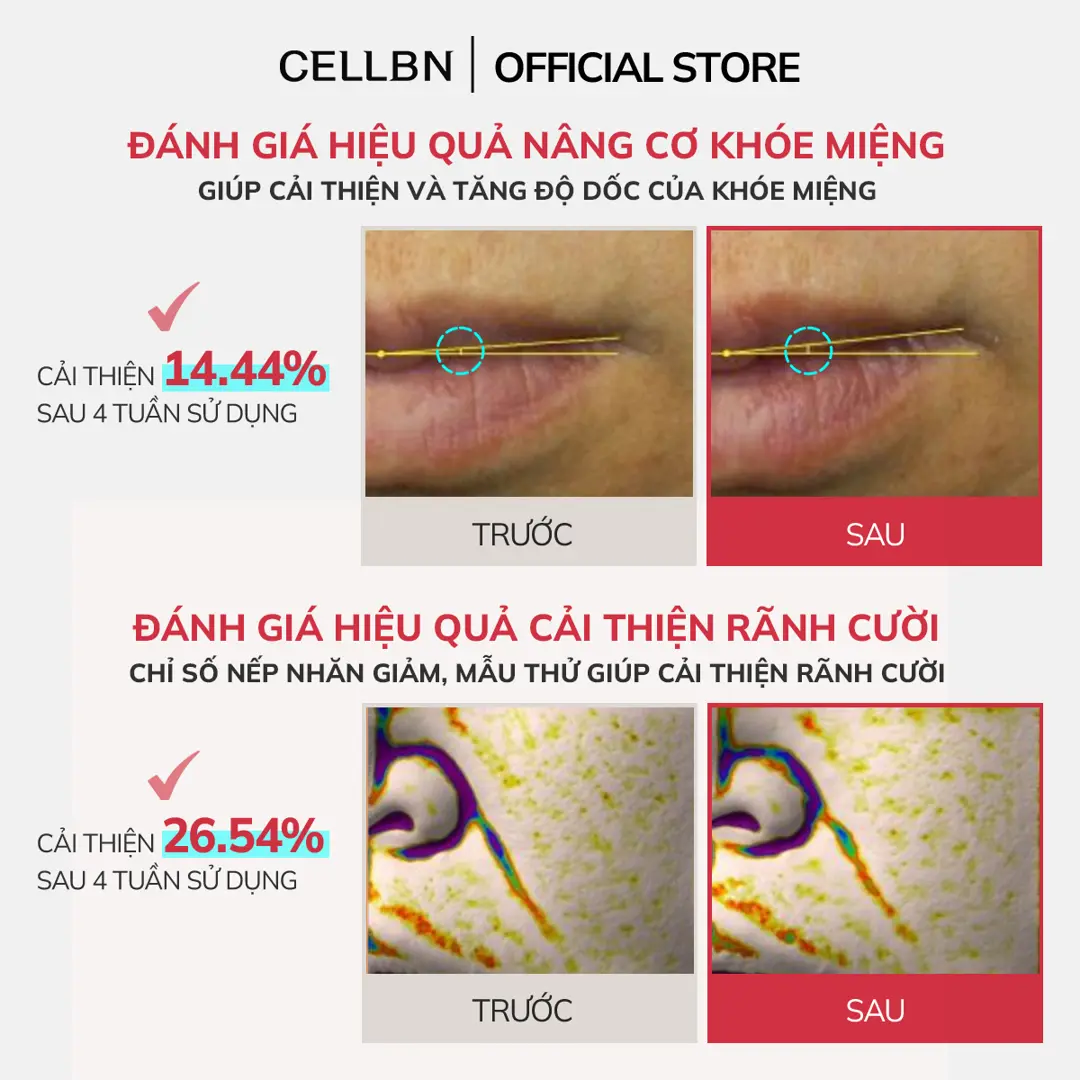 CELLBN | OFFICIAL STORE
ĐÁNH GIÁ HIỆU QUẢ NÂNG CƠ KHÓE MIỆNG
GIÚP CẢI THIỆN VÀ TĂNG ĐỘ DỐC CỦA KHÓE MIỆNG
CẢI THIỆN 14.44%
SAU 4 TUẦN SỬ DỤNG
TRƯỚC
SAU
ĐÁNH GIÁ HIỆU QUẢ CẢI THIỆN RÃNH CƯỜI
CHỈ SỐ NẾP NHĂN GIẢM, MẪU THỬ GIÚP CẢI THIỆN RÃNH CƯỜI
CẢI THIỆN 26.54%
SAU 4 TUẦN SỬ DỤNG
TRƯỚC
SAU